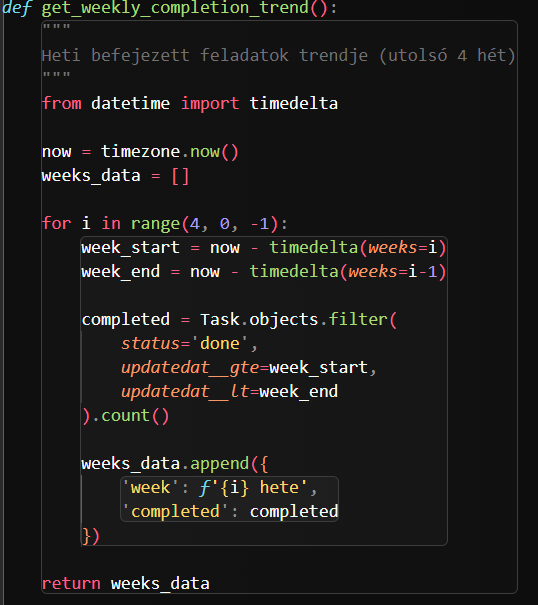 def get_weekly_completion_trend():
"""
Heti befejezett feladatok trendje (utolsó 4 hét)
"""
from datetime import timedelta
now = timezone.now()
weeks_data = []
for i in range(4, 0, -1):
week_start = now - timedelta(weeks=i)
week_end = now - timedelta(weeks=i-1)
completed = Task.objects.filter(
status='done',
updatedat__gte=week_start,
updatedat__lt=week_end
).count()
weeks_data.append({
'week': f'{i} hete',
'completed': completed
})
return weeks_data